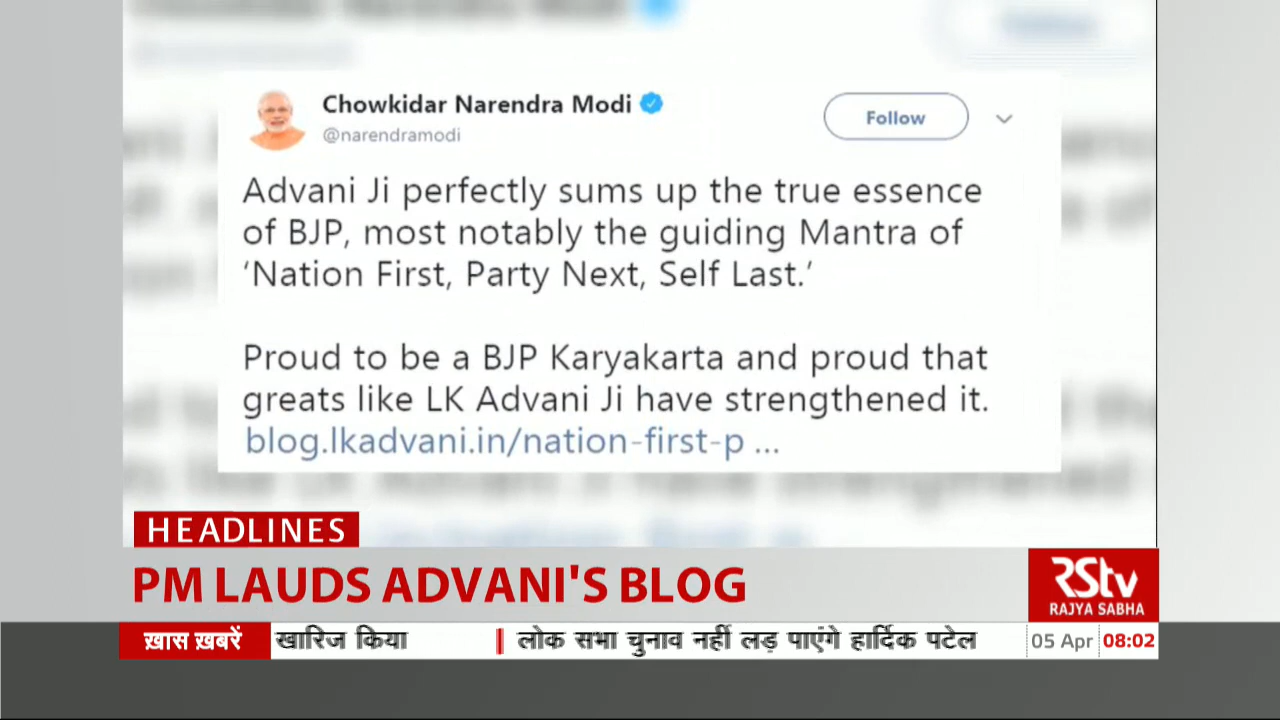 Chowkidar Narendra Modi
@narendramodi
Follow
Advani Ji perfectly sums up the true essence
of BJP, most notably the guiding Mantra of
‘Nation First, Party Next, Self Last.’
Proud to be a BJP Karyakarta and proud that
greats like LK Advani Ji have strengthened it.
blog.lkadvani.in/nation-first-p ...
HEADLINES
PM LAUDS ADVANI'S BLOG
RStv
RAJYA SABHA
ख़ास ख़बरें खारिज किया | लोक सभा चुनाव नहीं लड़ पाएंगे हार्दिक पटेल 05 Apr 08:02